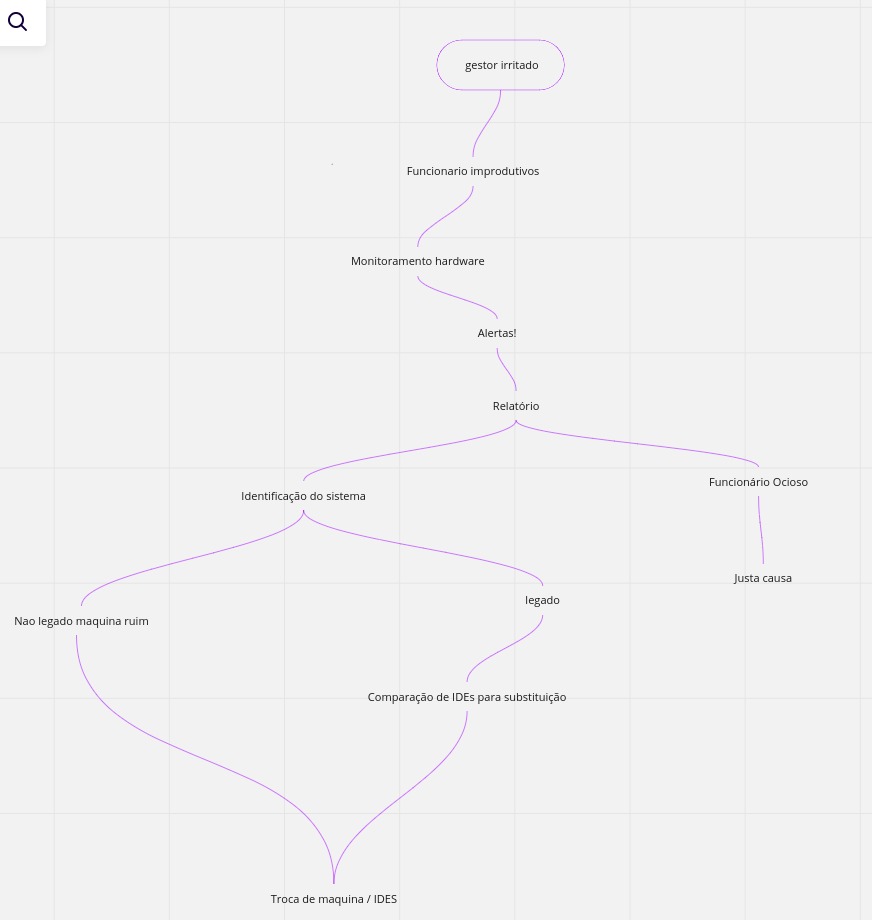 gestor irritado
Funcionario improdutivos
Monitoramento hardware
Alertas!
Relatório
Identificação do sistema
Funcionário Ocioso
Justa causa
Nao legado maquina ruim
legado
Comparação de IDEs para substituição
Troca de maquina / IDES